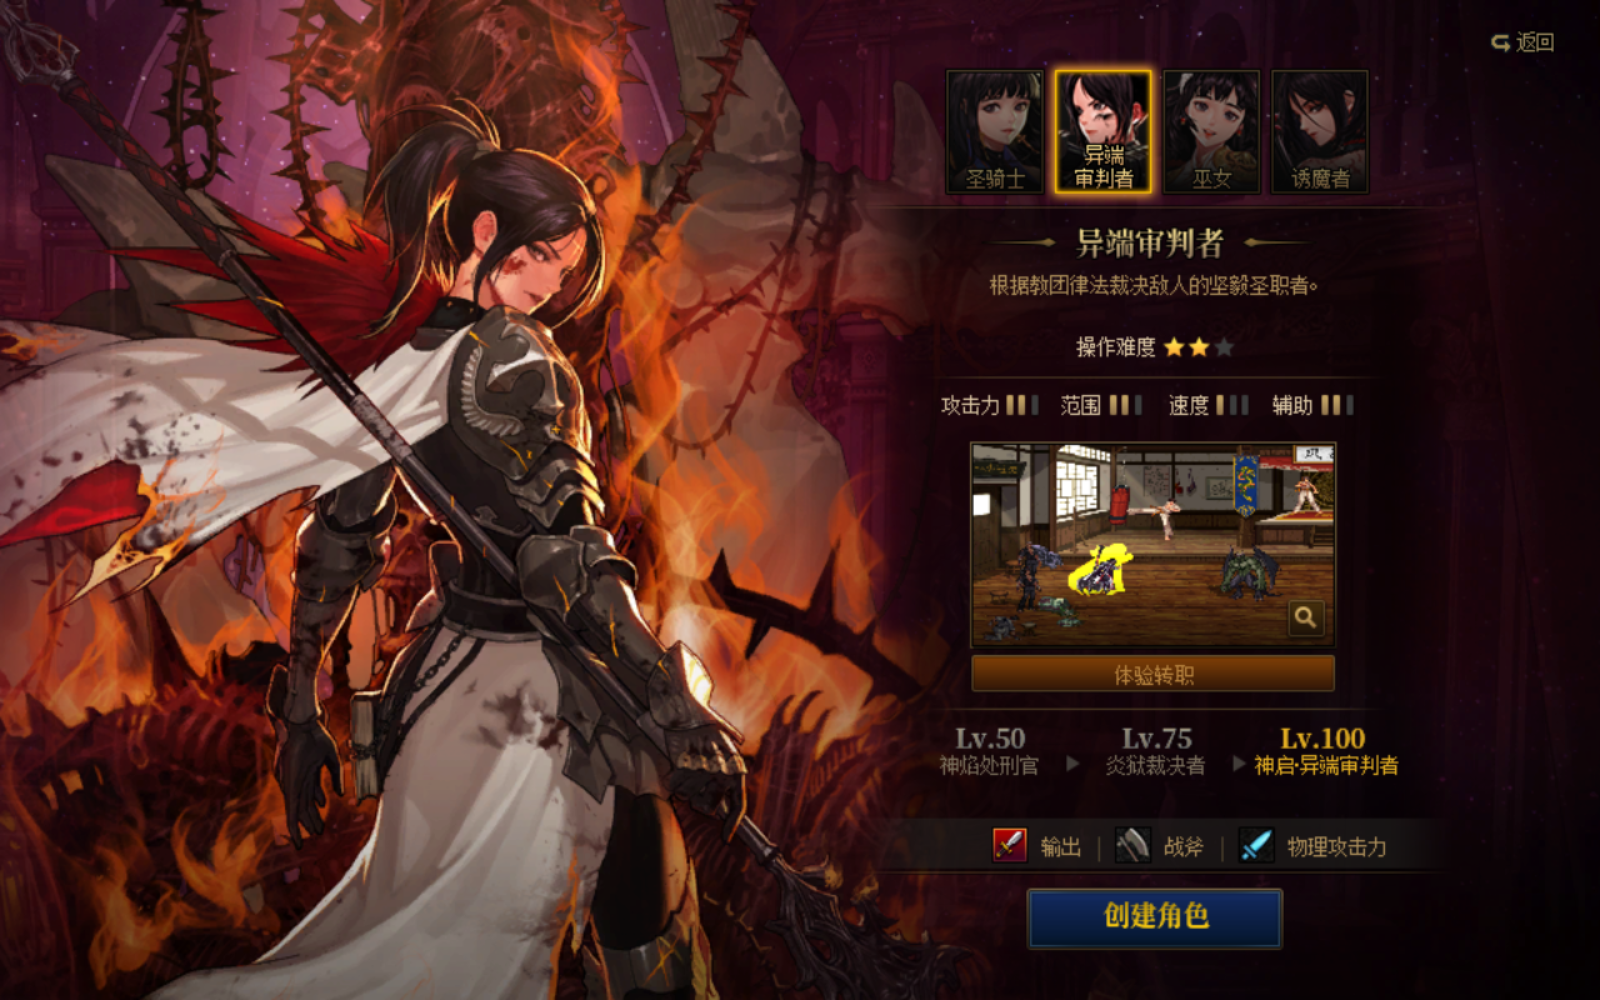 返回
圣骑士
异端
审判者
巫女
诱魔者
异端审判者
根据教团律法裁决敌人的坚毅圣职者。
操作难度
攻击力 范围 速度 辅助
体验转职
Lv.50 Lv.75 Lv.100
神焰处刑官 炎狱裁决者 神启·异端审判者
输出 | 战斧 | 物理攻击力
创建角色